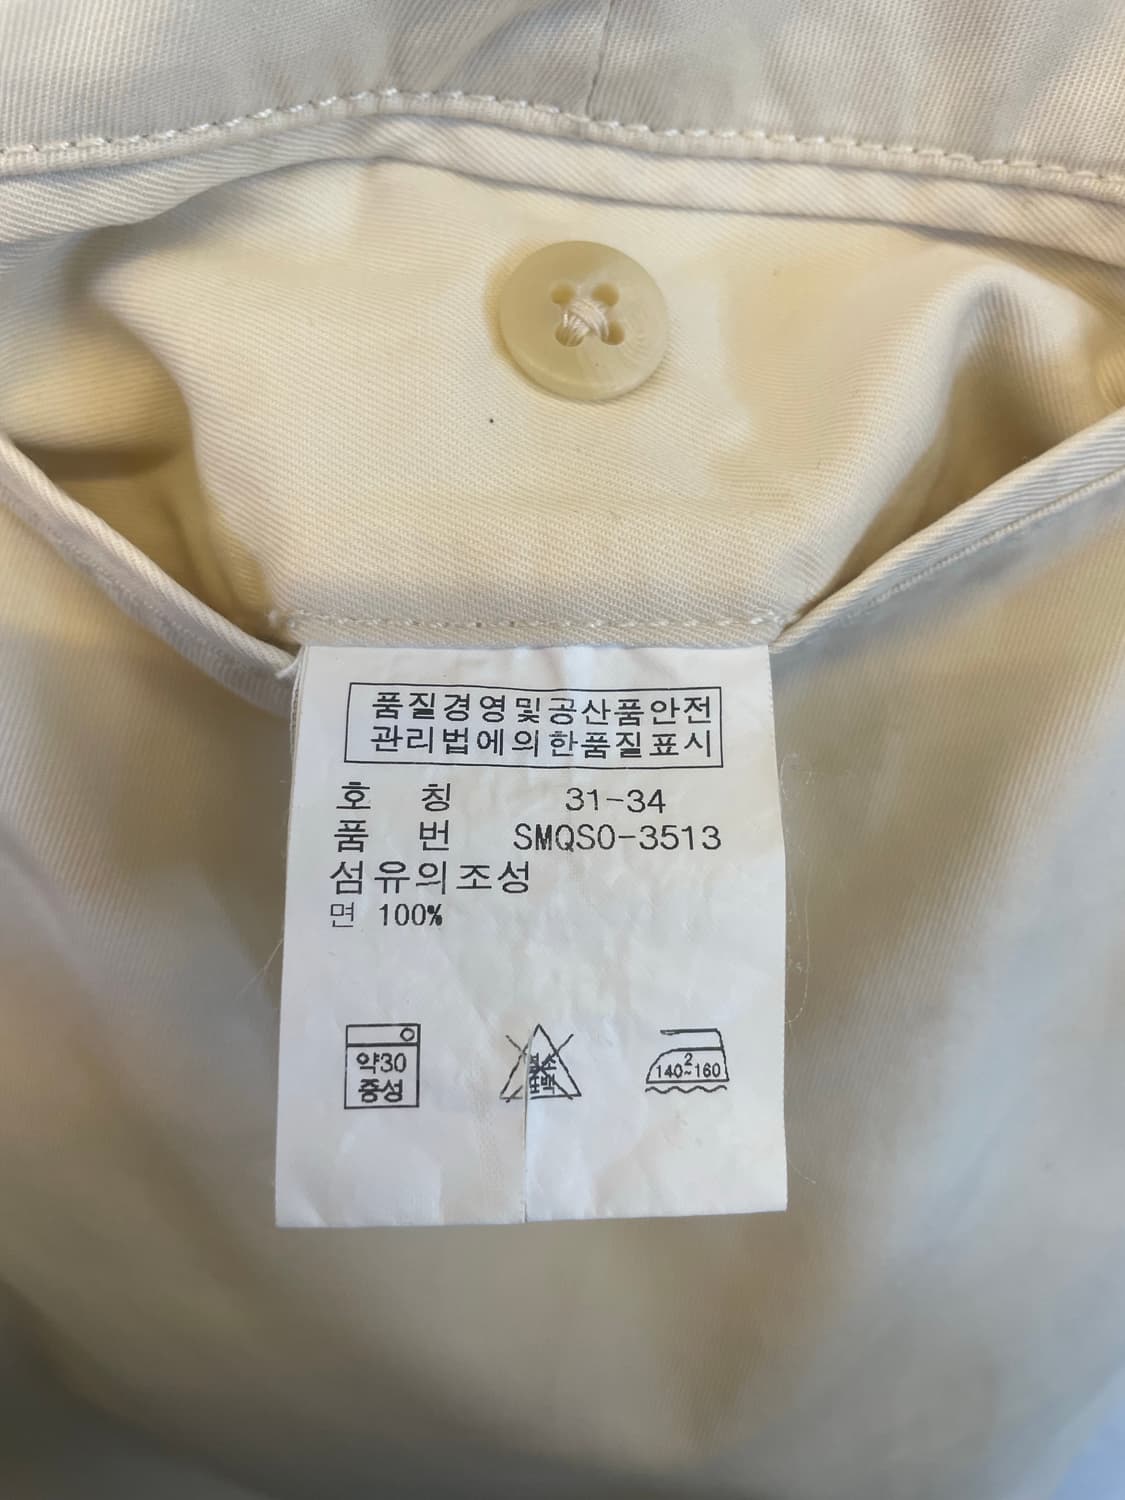 품질경영및공산품안전
관리법에의한품질표시
호 칭 31-34
품 번 SMQSO-3513
섬유의조성
면 100%
약30
중성
2
140~160